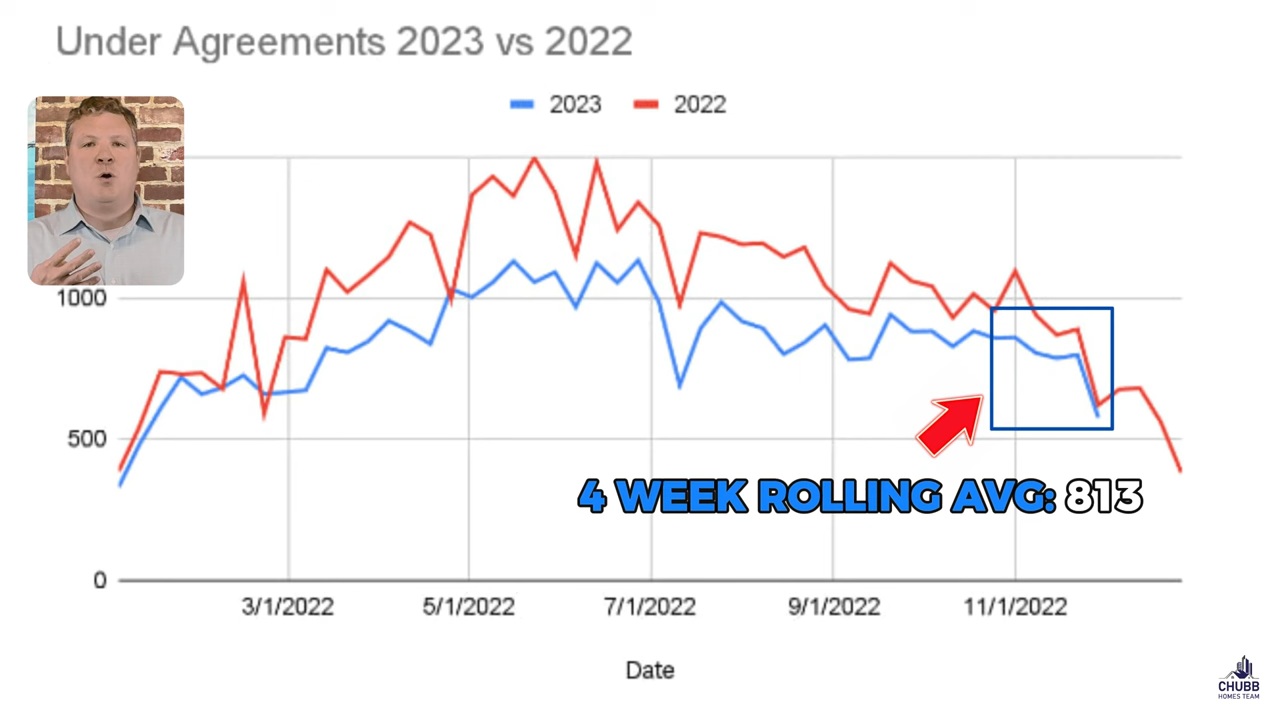 Under Agreements 2023 vs 2022
2023 2022
1000
500
4 WEEK ROLLING AVG: 813
0
3/1/2022 5/1/2022 7/1/2022 9/1/2022 11/1/2022
Date
CHUBB
HOMES TEAM